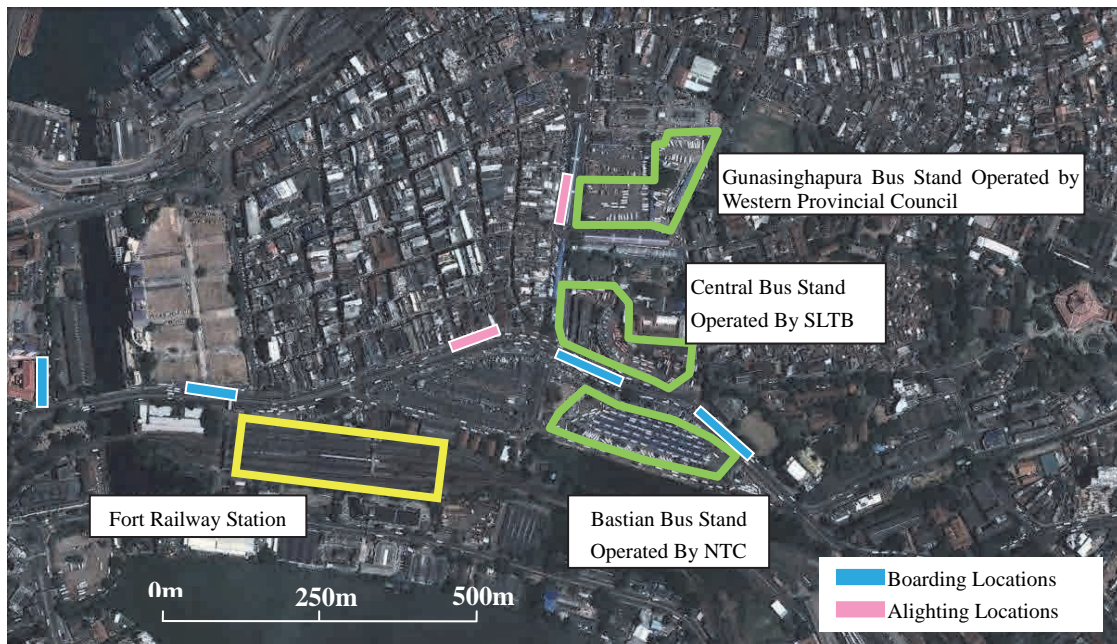 Gunasinghapura Bus Stand Operated by
Western Provincial Council
Central Bus Stand
Operated By SLTB
Fort Railway Station
Bastian Bus Stand
Operated By NTC
0m
250m
500m
Boarding Locations
Alighting Locations